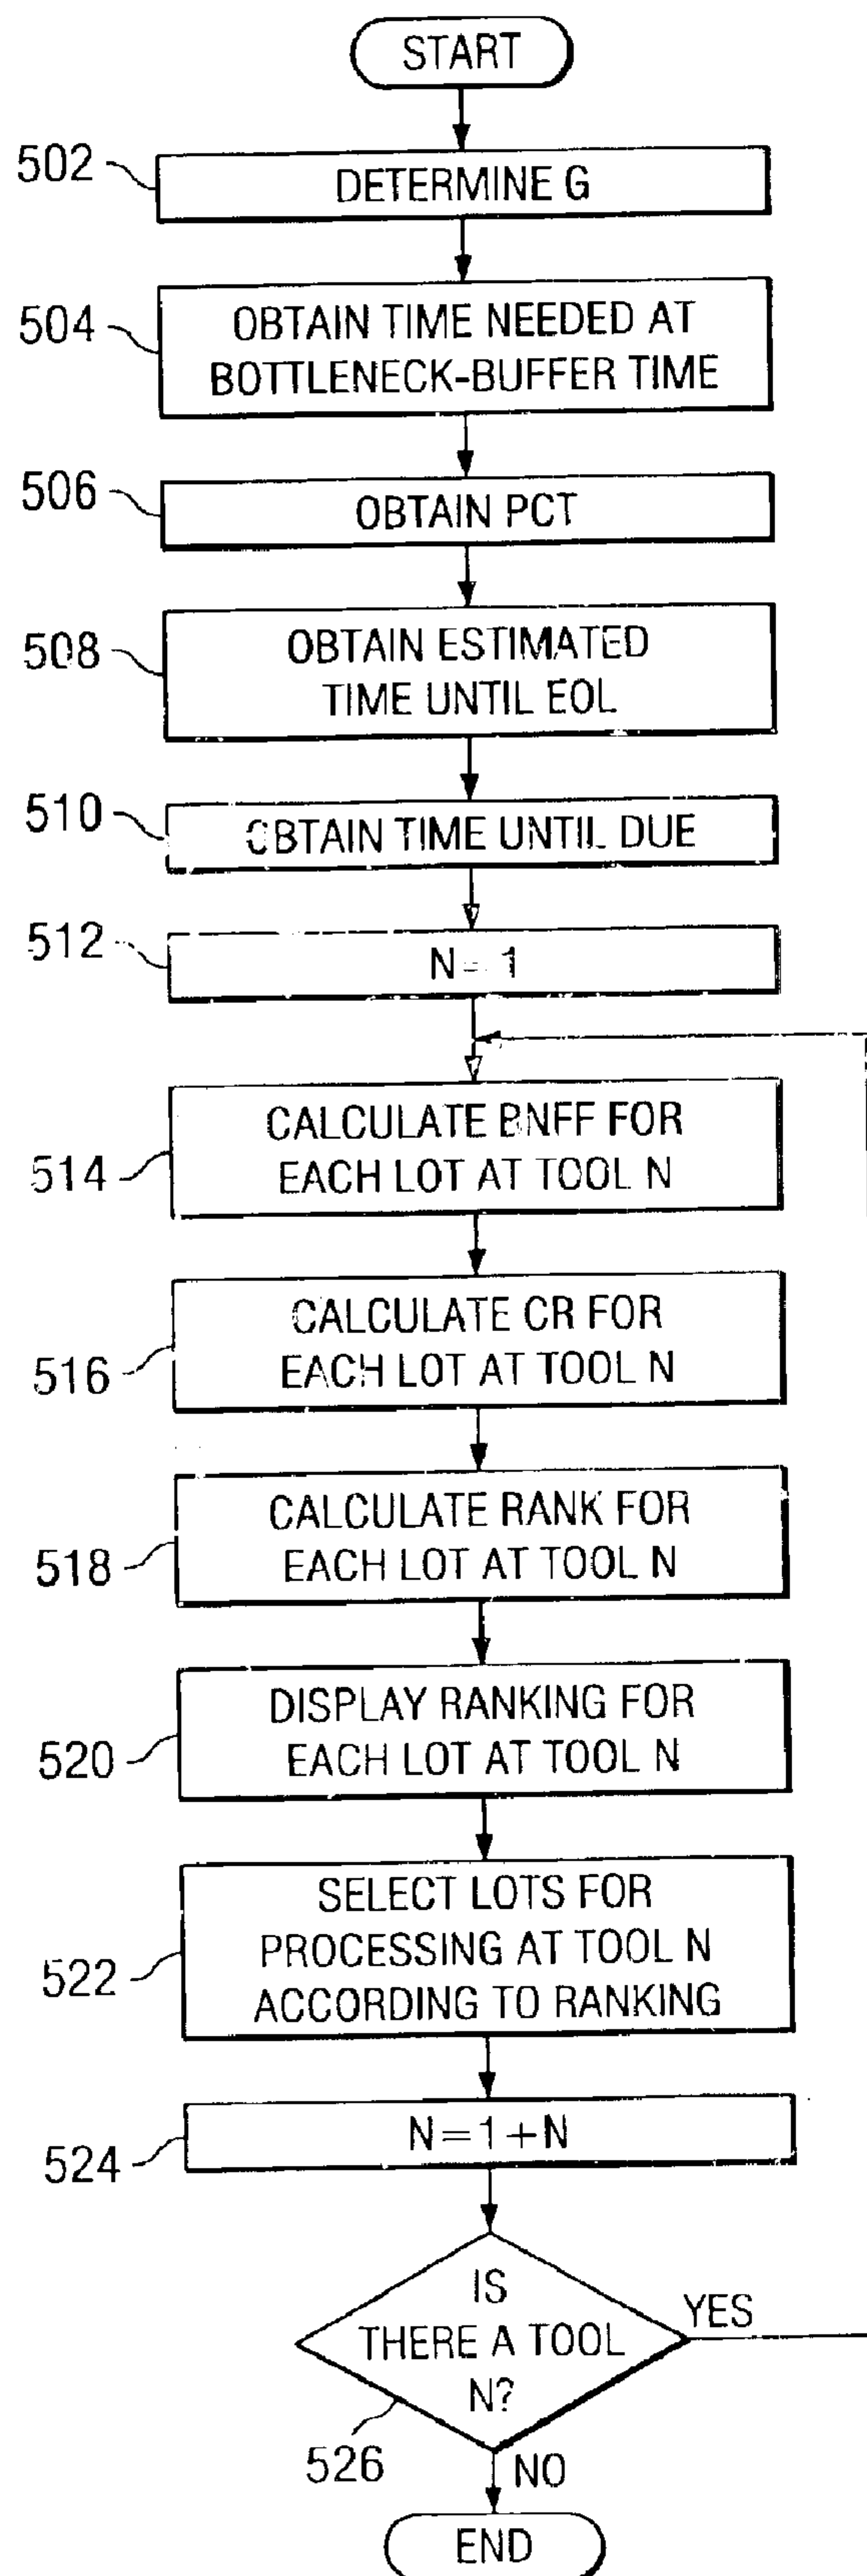 START
502
DETERMINE G
504
OBTAIN TIME NEEDED AT
BOTTLENECK-BUFFER TIME
506
OBTAIN PCT
508
OBTAIN ESTIMATED
TIME UNTIL EOL
510
OBTAIN TIME UNTIL DUE
512
N=1
514
CALCULATE BNFF FOR
EACH LOT AT TOOL N
516
CALCULATE CR FOR
EACH LOT AT TOOL N
518
CALCULATE RANK FOR
EACH LOT AT TOOL N
520
DISPLAY RANKING FOR
EACH LOT AT TOOL N
522
SELECT LOTS FOR
PROCESSING AT TOOL N
ACCORDING TO RANKING
524
N=1+N
IS
THERE A TOOL
N?
YES
526
NO
END